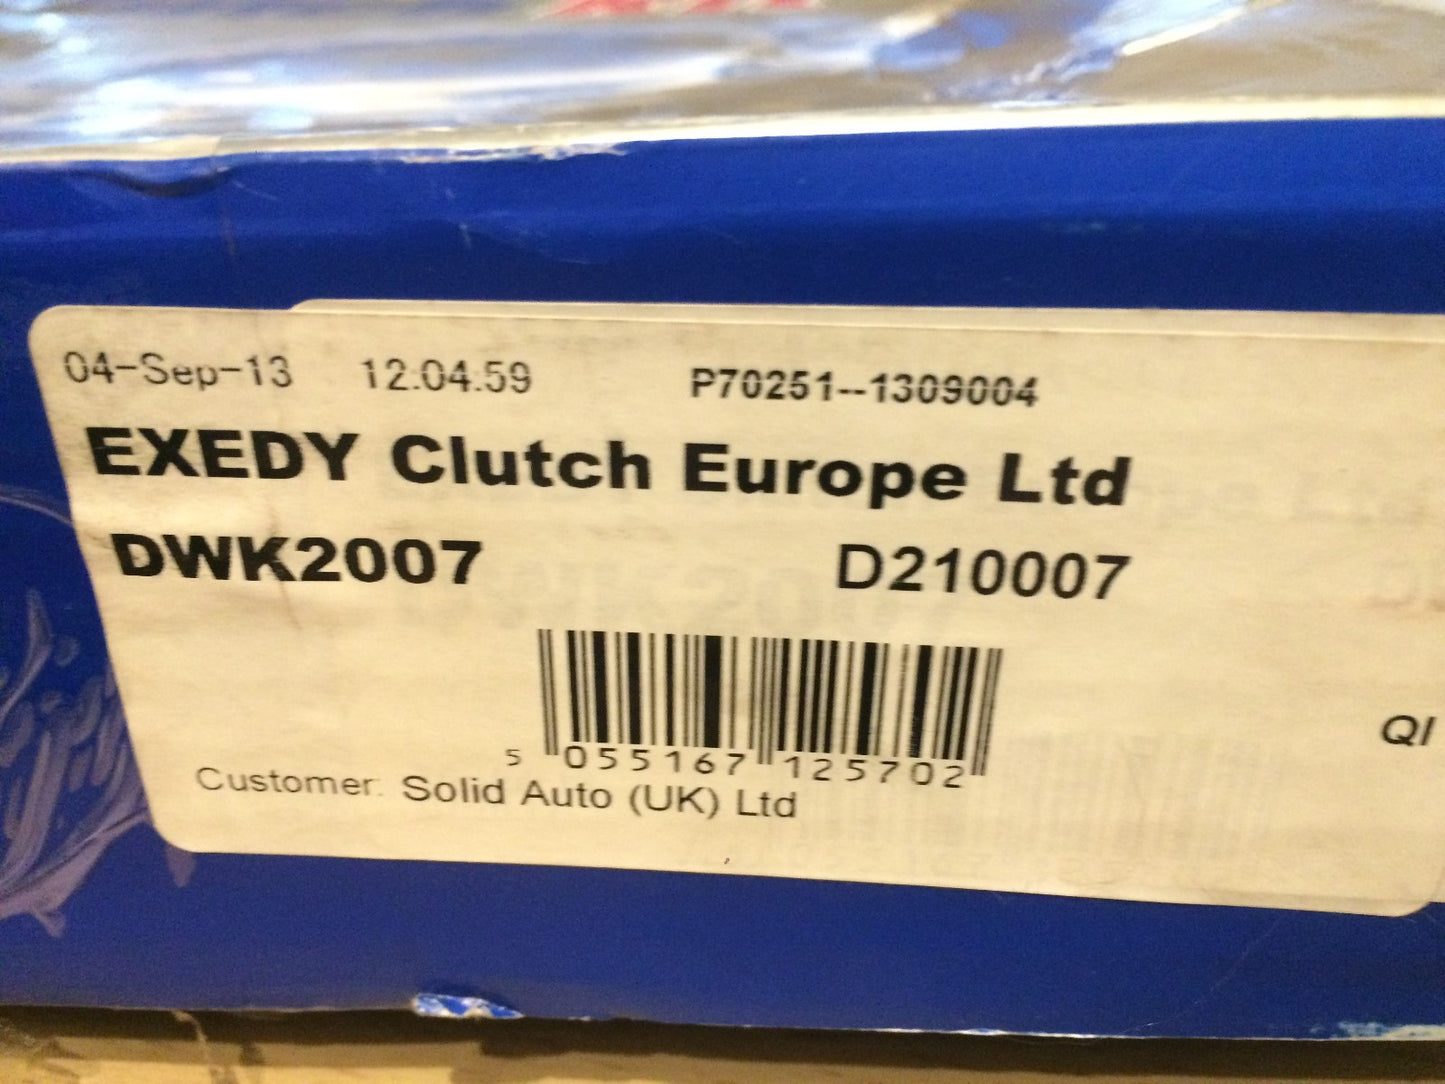 04-Sep-13 12:04:59 P70251--1309004
EXEDY Clutch Europe Ltd
DWK2007 D210007
QI
5 055167 125702
Customer: Solid Auto (UK) Ltd